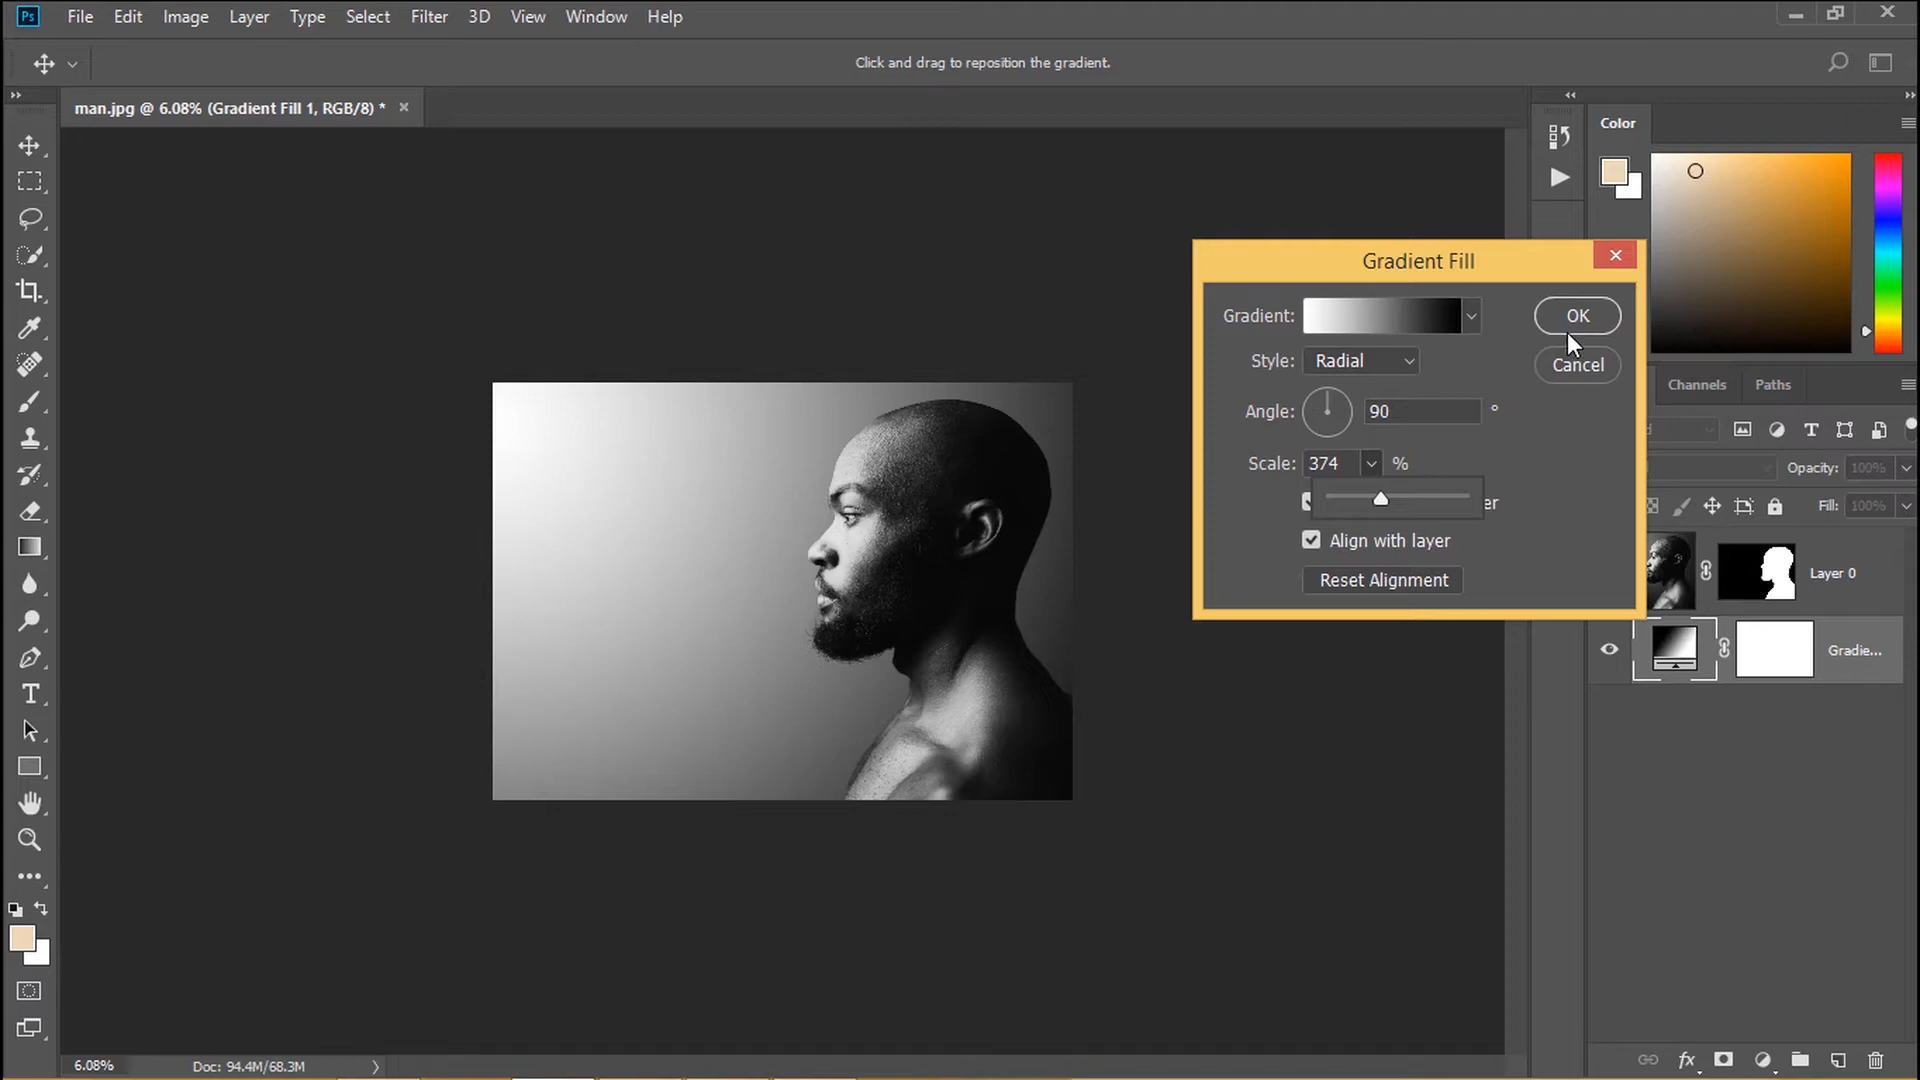 Ps File Edit Image Layer Type Select Filter 3D View Window Help
Click and drag to reposition the gradient.
man.jpg @ 6.08% (Gradient Fill 1, RGB/8) *
Color
Gradient Fill
Gradient:
OK
Style: Radial
Cancel
Channels Paths
Angle: 90 °
Scale: 374 %
Opacity: 100%
er
Fill: 100%
Align with layer
Layer 0
Reset Alignment
Gradie...
fx
6.08% Doc: 94.4M/68.3M